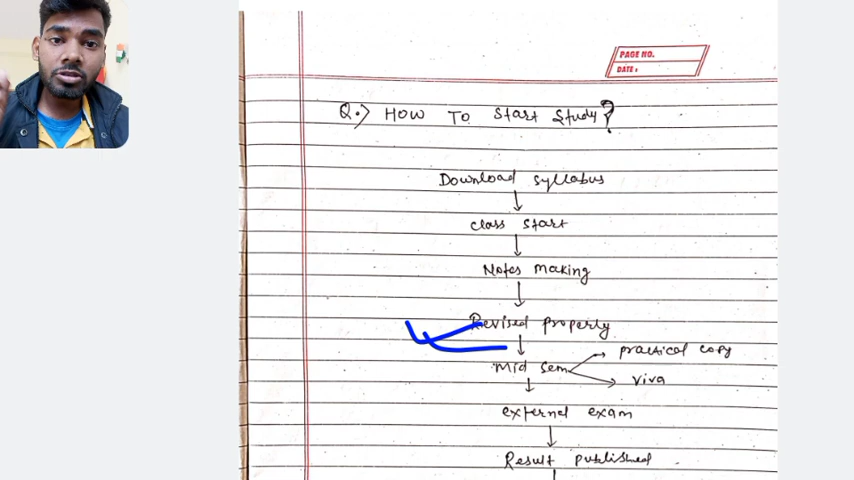 PAGE NO.
DATE:
Q.> HOW TO Start Study?
Download syllabus
class start
Notes making
Revised property
Mid sem
practical copy
viva
external exam
Result published